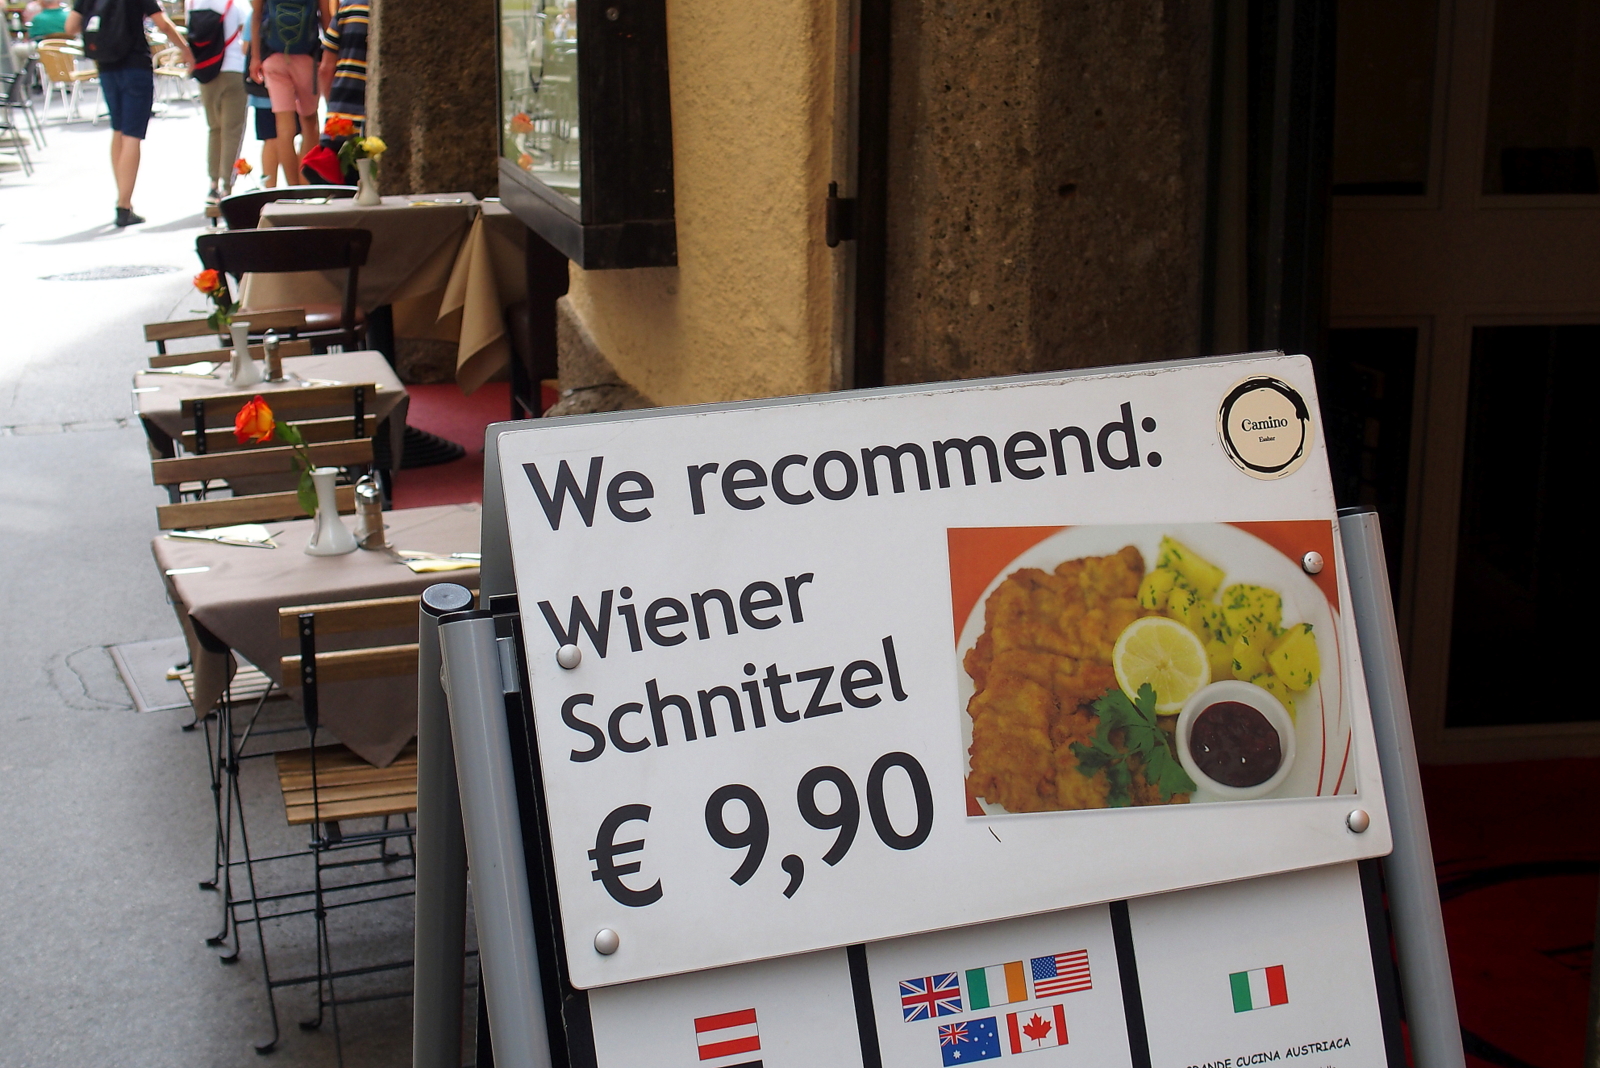 We recommend:
Camino
Wiener
Schnitzel
€ 9,90
GRANDE CUCINA AUSTRIACA